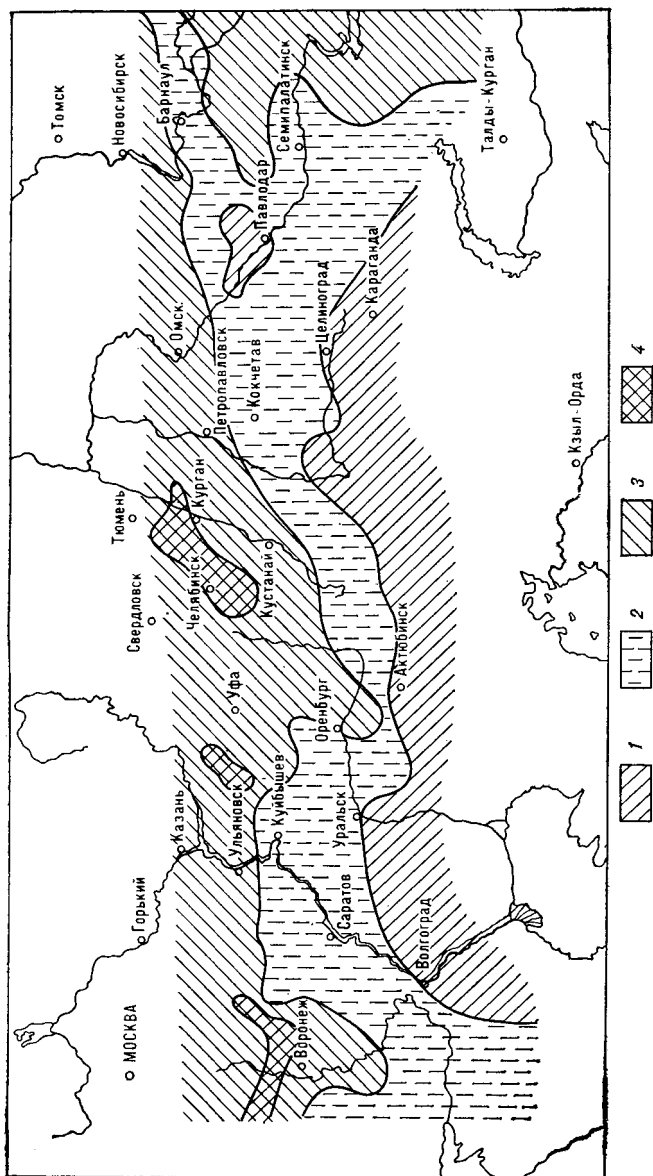 МОСКВА
Горький
Казань
Ульяновск
Куйбышев
Саратов
Воронеж
Волгоград
Уральск
Оренбург
Уфа
Свердловск
Челябинск
Тюмень
Курган
Кустанай
Актюбинск
Петропавловск
Кокчетав
Омск
Целиноград
Караганда
Павлодар
Семипалатинск
Барнаул
Новосибирск
Томск
Талды-Курган
Кзыл-Орда
1
2
3
4